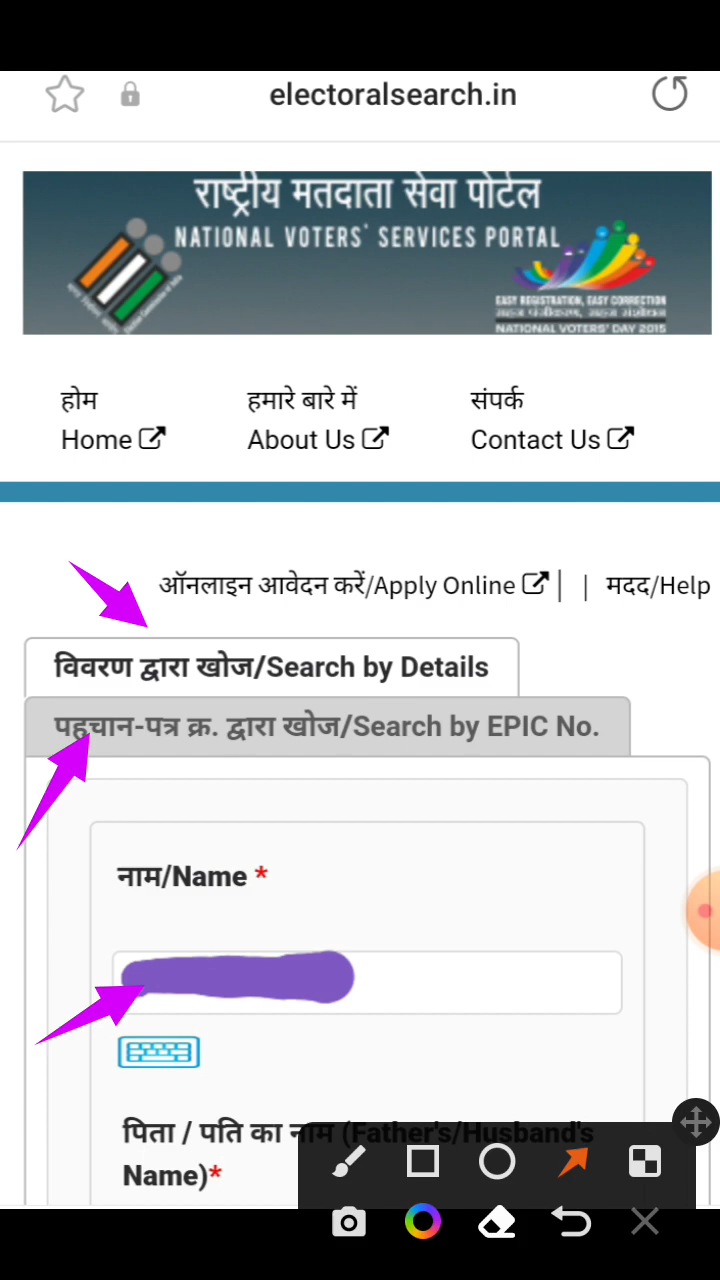 electoralsearch.in
राष्ट्रीय मतदाता सेवा पोर्टल
NATIONAL VOTERS' SERVICES PORTAL
EASY REGISTRATION, EASY CORRECTION
NATIONAL VOTERS' DAY 2015
होम
Home
हमारे बारे में
About Us
संपर्क
Contact Us
ऑनलाइन आवेदन करें/Apply Online | | मदद/Help
विवरण द्वारा खोज/Search by Details
पहचान-पत्र क्र. द्वारा खोज/Search by EPIC No.
नाम/Name *
पिता / पति का नाम (Father's/Husband's
Name)*